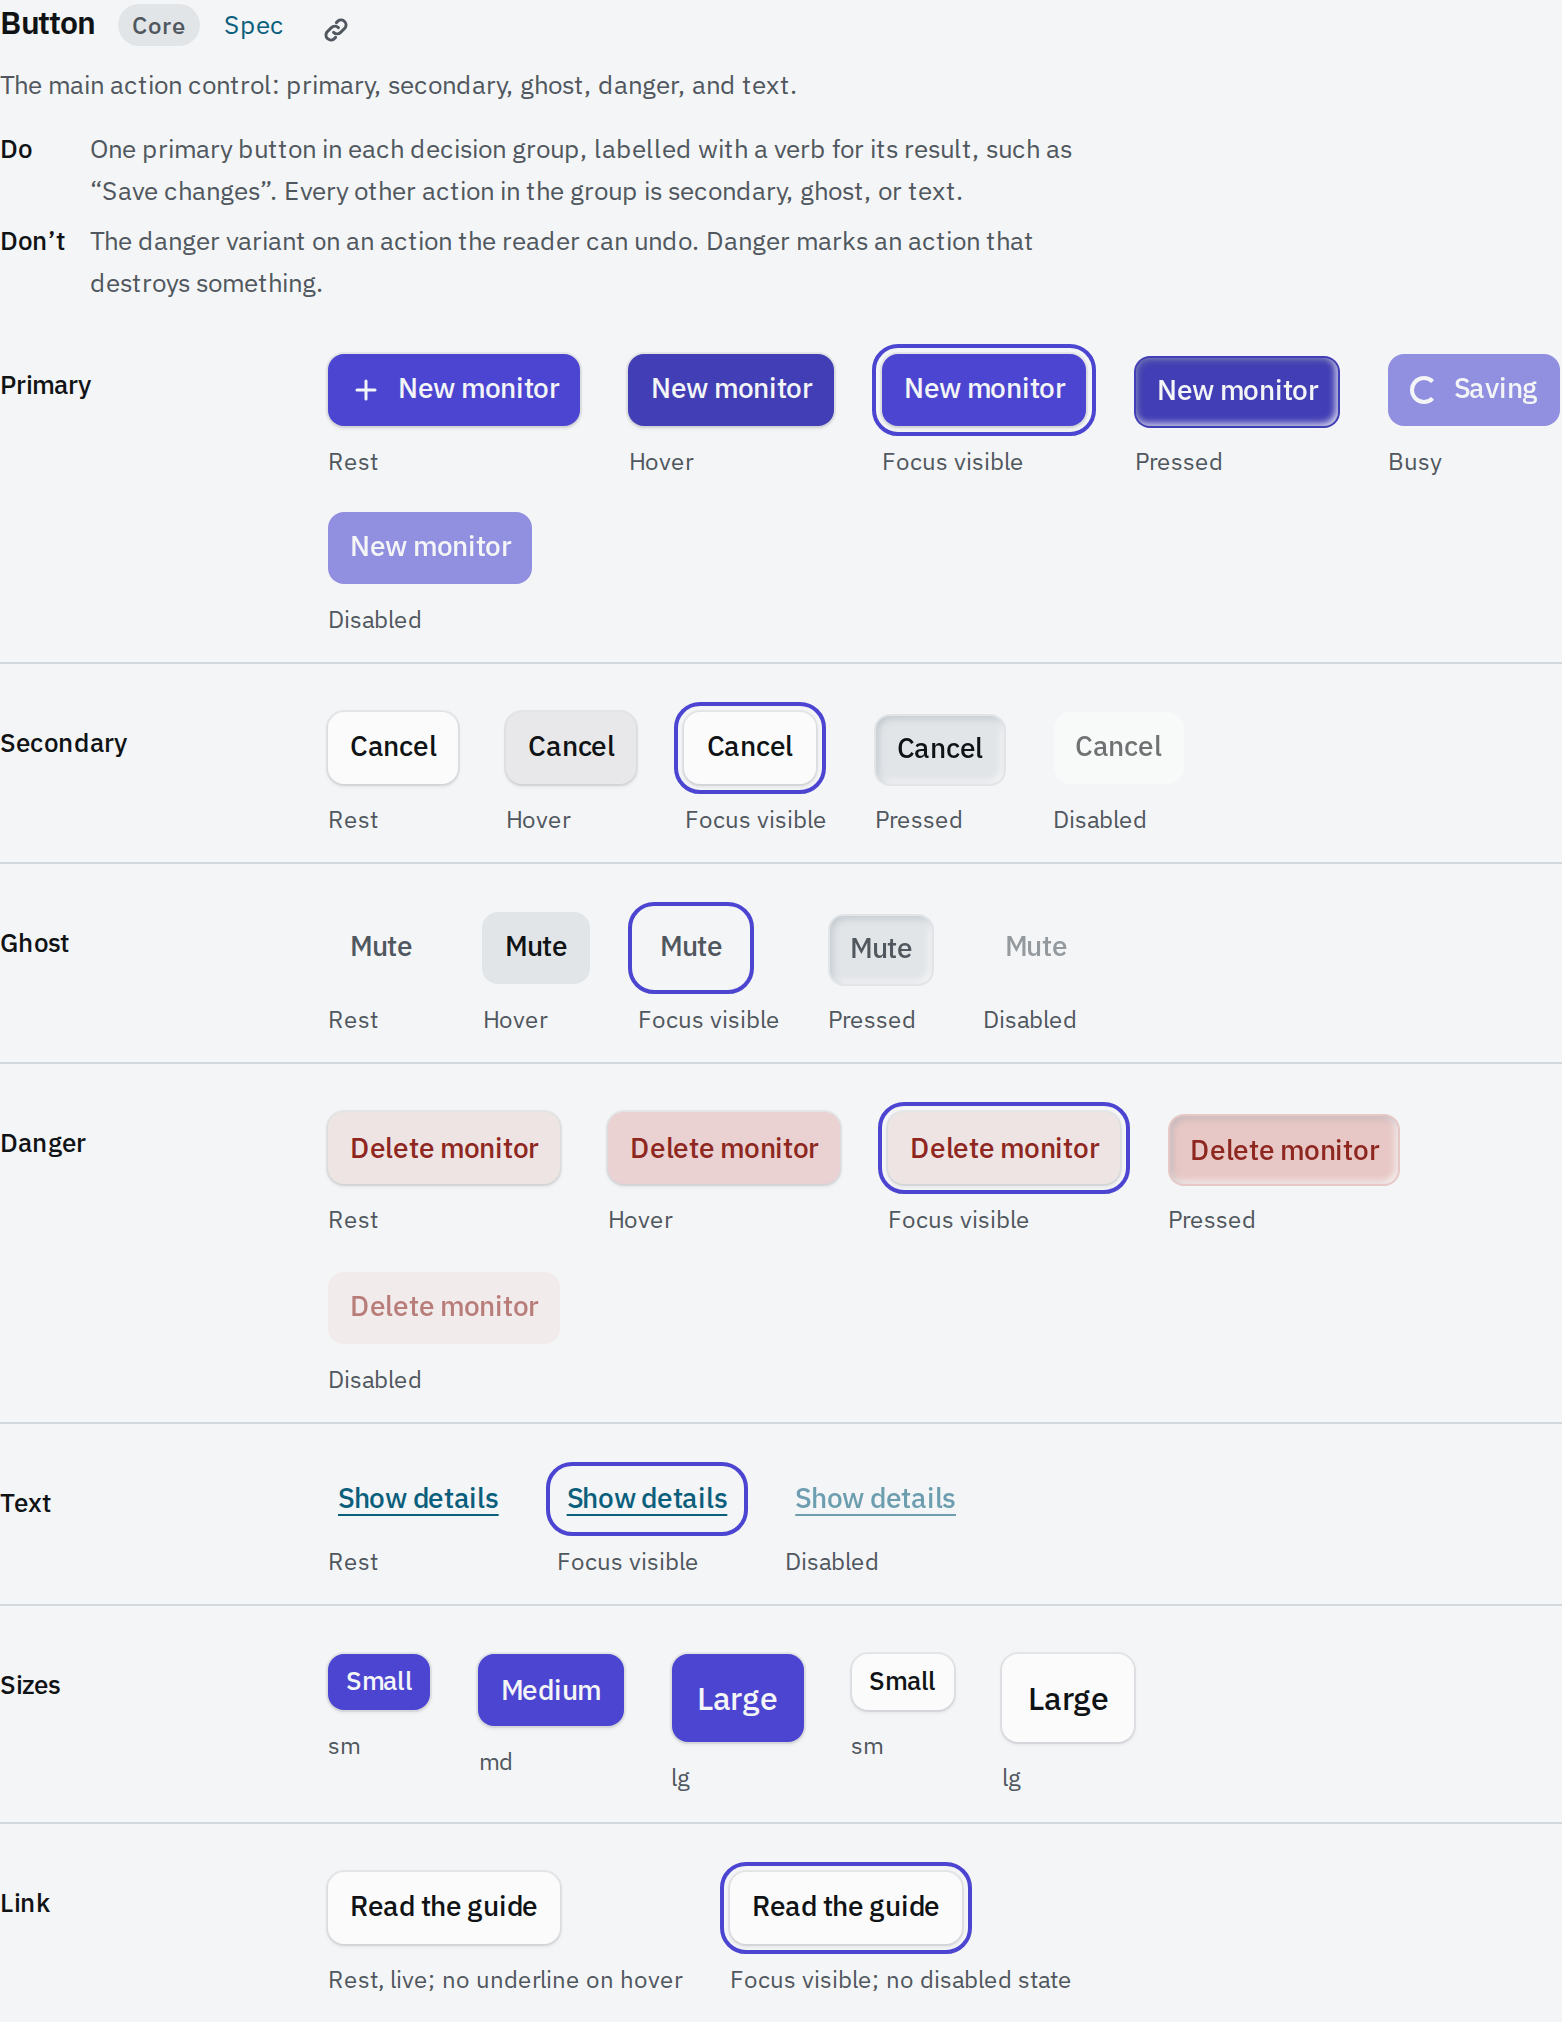 Button Core Spec
The main action control: primary, secondary, ghost, danger, and text.
Do One primary button in each decision group, labelled with a verb for its result, such as
“Save changes”. Every other action in the group is secondary, ghost, or text.
Don’t The danger variant on an action the reader can undo. Danger marks an action that
destroys something.
Primary New monitor New monitor New monitor New monitor Saving
Rest Hover Focus visible Pressed Busy
New monitor
Disabled
Secondary Cancel Cancel Cancel Cancel Cancel
Rest Hover Focus visible Pressed Disabled
Ghost Mute Mute Mute Mute Mute
Rest Hover Focus visible Pressed Disabled
Danger Delete monitor Delete monitor Delete monitor Delete monitor
Rest Hover Focus visible Pressed
Delete monitor
Disabled
Text Show details Show details Show details
Rest Focus visible Disabled
Sizes Small Medium Large Small Large
sm md lg sm lg
Link Read the guide Read the guide
Rest, live; no underline on hover Focus visible; no disabled state